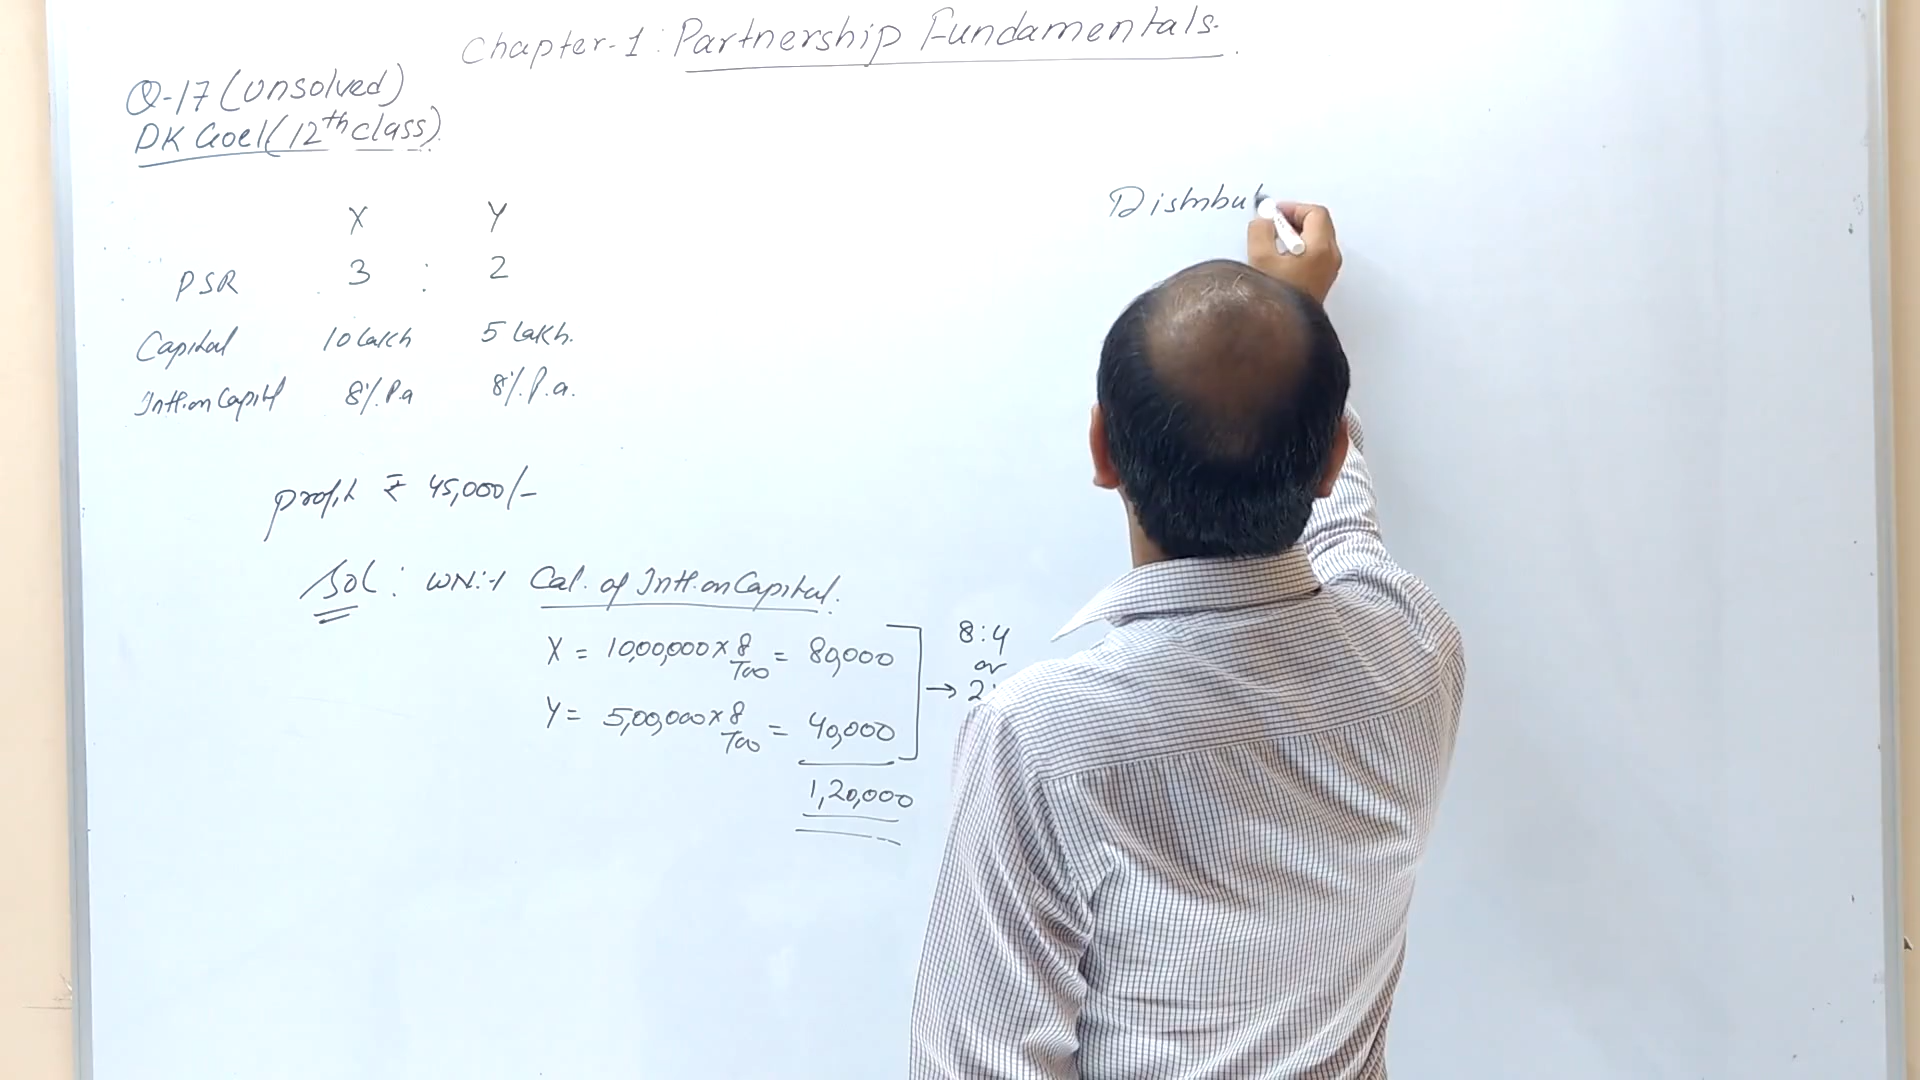 Chapter-1: Partnership Fundamentals.
Q-17 (Unsolved)
DK Goel (12th class)
X Y
PSR 3 : 2
Capital 10 Lakh 5 Lakh.
Intt. on Capital 8%.P.a 8%.P.a.
Profit ₹ 45,000/-
Sol: WN:-1 Cal. of Intt. on Capital.
X = 10,00,000 x 8/100 = 80,000
Y = 5,00,000 x 8/100 = 40,000
1,20,000
→ 8:4
or
2:
Distribut